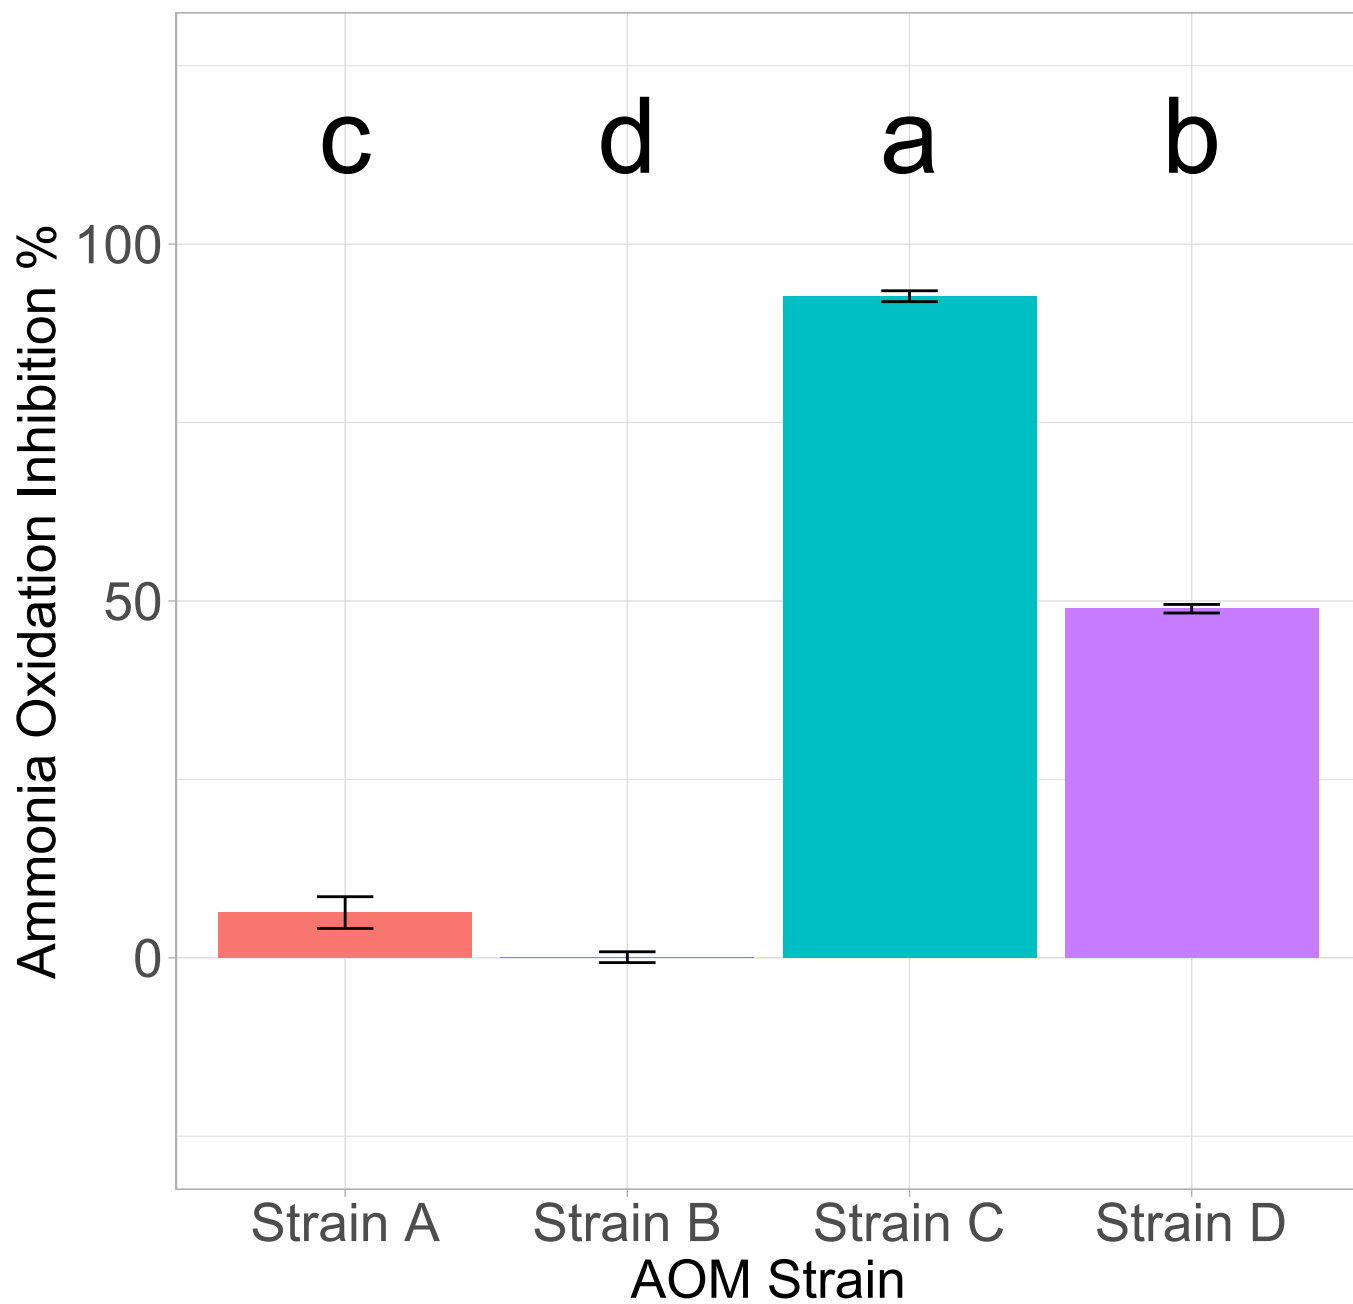 c d a b
Ammonia Oxidation Inhibition %
100
50
0
Strain A Strain B Strain C Strain D
AOM Strain